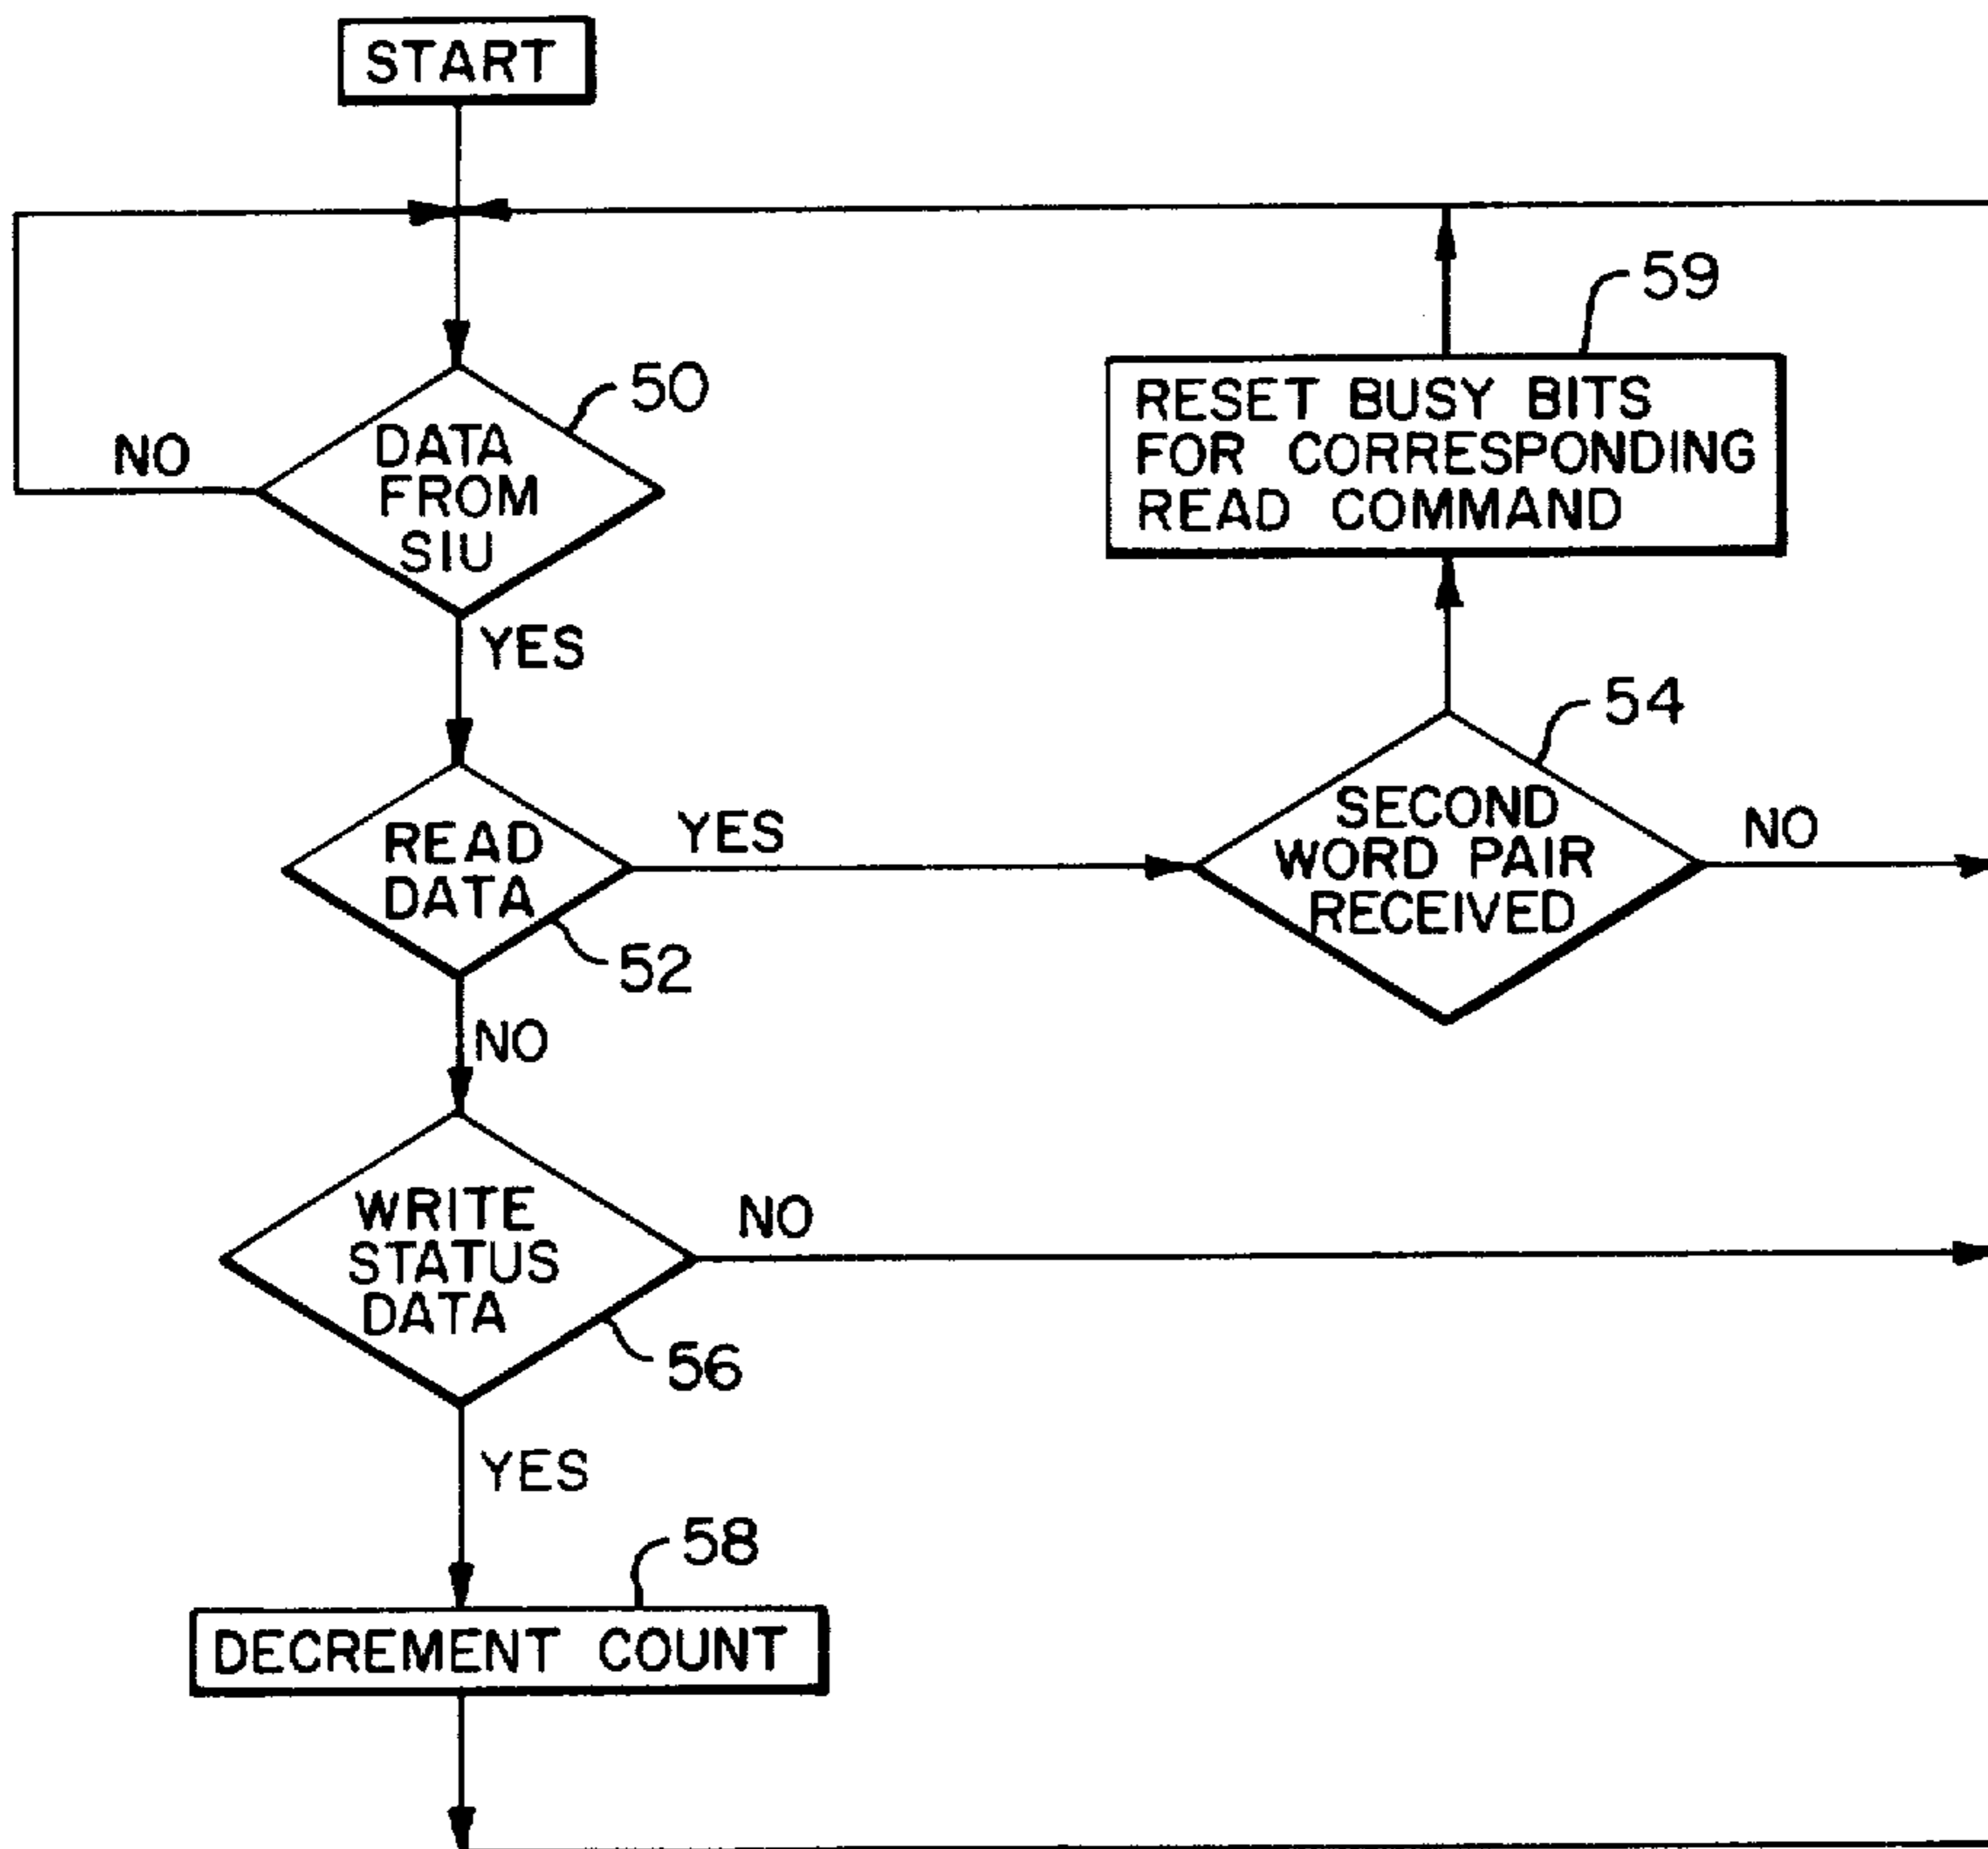 START
59
50
NO
DATA
FROM
SIU
RESET BUSY BITS
FOR CORRESPONDING
READ COMMAND
YES
54
READ
DATA
YES
SECOND
WORD PAIR
RECEIVED
NO
52
NO
WRITE
STATUS
DATA
NO
56
YES
58
DECREMENT COUNT